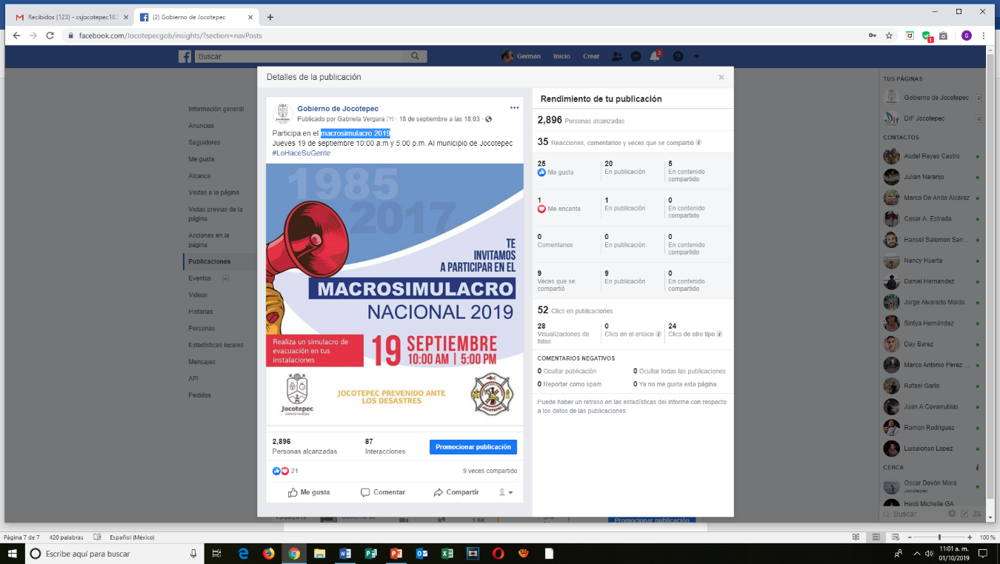 Recibidos (123) - csjocotepec182
(2) Gobierno de Jocotepec
facebook.com/Jocotepecgob/insights/?section=navPosts
Buscar
German
Inicio
Crear
2
Detalles de la publicación
Información general
Anuncios
Seguidores
Me gusta
Alcance
Visitas a la página
Vistas previas de la
página
Acciones en la
página
Publicaciones
Eventos
Videos
Historias
Personas
Estadísticas locales
Mensajes
API
Pedidos
Gobierno de Jocotepec
Publicado por Gabriela Vergara [?] · 18 de septiembre a las 18:03 ·
Participa en el macrosimulacro 2019
Jueves 19 de septiembre 10:00 a.m y 5:00 p.m. Al municipio de Jocotepec
#LoHaceSuGente
1985
2017
TE
INVITAMOS
A PARTICIPAR EN EL
MACROSIMULACRO
NACIONAL 2019
Realiza un simulacro de
evacuación en tus
instalaciones
19 SEPTIEMBRE
10:00 AM | 5:00 PM
Jocotepec
Gobierno Municipal
JOCOTEPEC PREVENIDO ANTE
LOS DESASTRES
JOCOTEPEC
2,896
Personas alcanzadas
87
Interacciones
Promocionar publicación
21
9 veces compartido
Me gusta
Comentar
Compartir
Rendimiento de tu publicación
2,896 Personas alcanzadas
35 Reacciones, comentarios y veces que se compartió
25
Me gusta
20
En publicación
5
En contenido
compartido
1
Me encanta
1
En publicación
0
En contenido
compartido
0
Comentarios
0
En publicación
0
En contenido
compartido
9
Veces que se
compartió
9
En publicación
0
En contenido
compartido
52 Clics en publicaciones
28
Visualizaciones de
fotos
0
Clics en el enlace
24
Clics de otro tipo
COMENTARIOS NEGATIVOS
0 Ocultar publicación
0 Ocultar todas las publicaciones
0 Reportar como spam
0 Ya no me gusta esta página
Puede haber un retraso en las estadísticas del informe con respecto
a los datos de las publicaciones.
TUS PÁGINAS
Gobierno de Jocotepec
DIF Jocotepec
CONTACTOS
Audel Reyes Castro
Julian Naranjo
Marco De Anda Alcaraz
Cesar A. Estrada
Hansel Salomon San...
Nancy Huerta
Daniel Hernandez
Jorge Alvarado Maldo...
Sintya Hernández
Day Barez
Marco Antonio Perez ...
Rafael Garlo
Juan A Covarrubias
Ramon Rodriguez
Luisalonso Lopez
CERCA
Oscar Devón Mora
Jocotepec
Heidi Michelle GA
Buscar
Promocionar publicación
Página 7 de 7
420 palabras
Español (México)
100 %
Escribe aquí para buscar
11:01 a. m.
01/10/2019